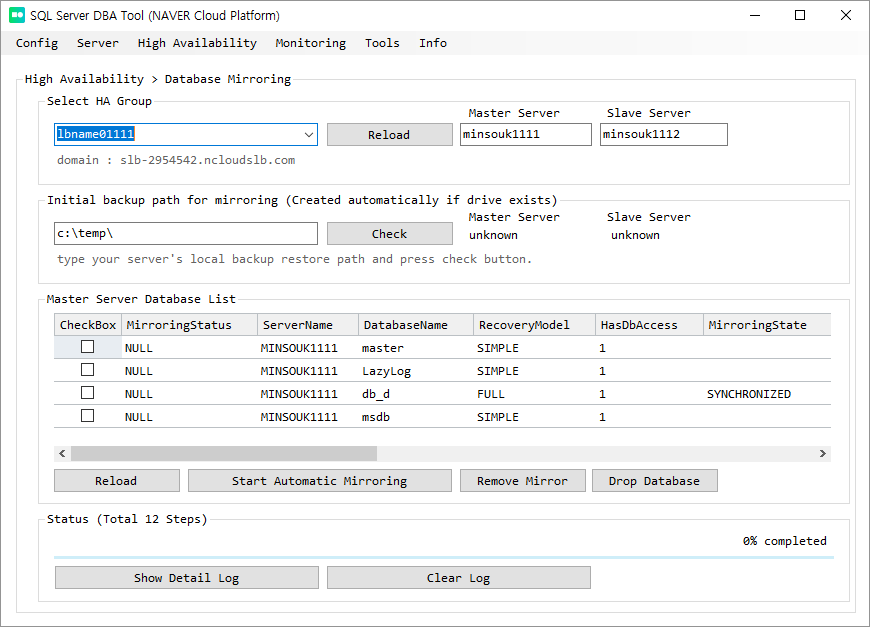 SQL Server DBA Tool (NAVER Cloud Platform)
Config Server High Availability Monitoring Tools Info
High Availability > Database Mirroring
Select HA Group
Master Server Slave Server
lbname01111 Reload minsouk1111 minsouk1112
domain : slb-2954542.ncloudslb.com
Initial backup path for mirroring (Created automatically if drive exists)
Master Server Slave Server
c:\temp\ Check unknown unknown
type your server's local backup restore path and press check button.
Master Server Database List
CheckBox MirroringStatus ServerName DatabaseName RecoveryModel HasDbAccess MirroringState
NULL MINSOUK1111 master SIMPLE 1
NULL MINSOUK1111 LazyLog SIMPLE 1
NULL MINSOUK1111 db_d FULL 1 SYNCHRONIZED
NULL MINSOUK1111 msdb SIMPLE 1
Reload Start Automatic Mirroring Remove Mirror Drop Database
Status (Total 12 Steps)
0% completed
Show Detail Log Clear Log